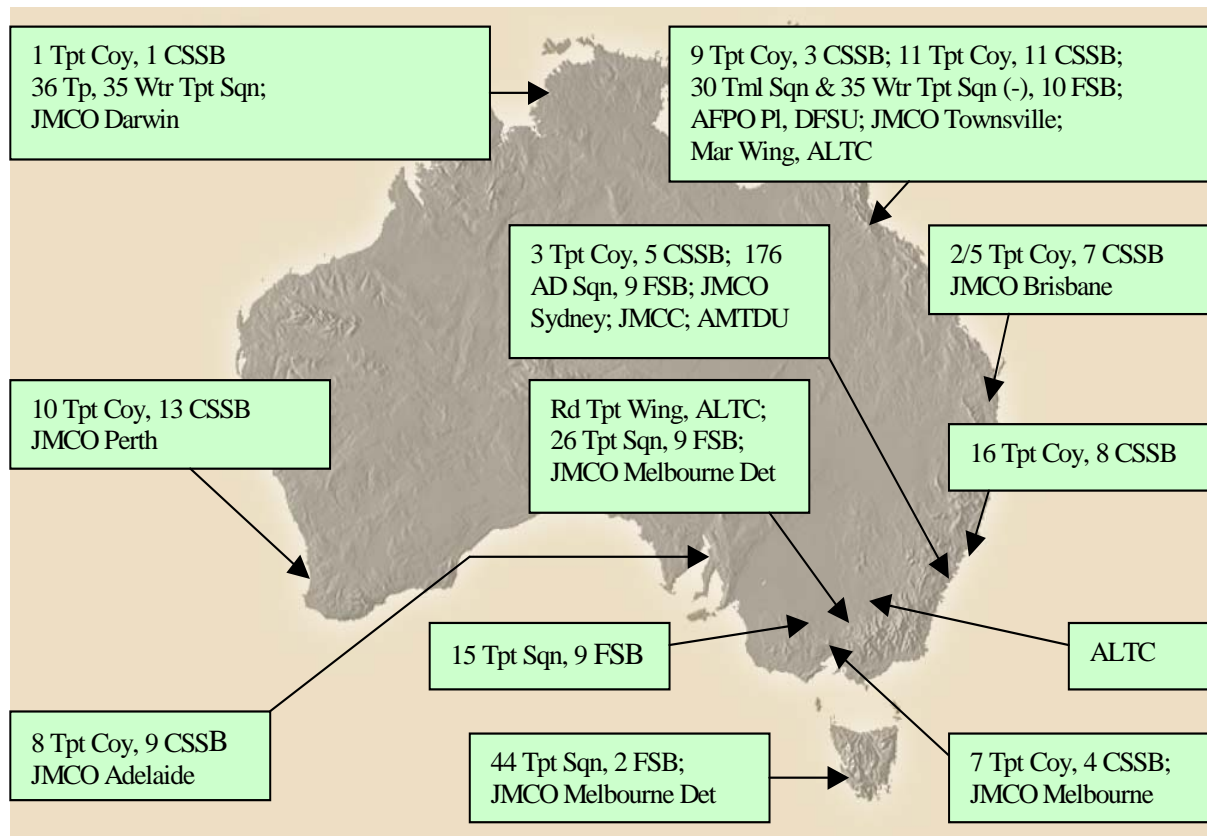 1 Tpt Coy, 1 CSSB
36 Tp, 35 Wtr Tpt Sqn;
JMCO Darwin
9 Tpt Coy, 3 CSSB; 11 Tpt Coy, 11 CSSB;
30 Tml Sqn & 35 Wtr Tpt Sqn (-), 10 FSB;
AFPO Pl, DFSU; JMCO Townsville;
Mar Wing, ALTC
3 Tpt Coy, 5 CSSB; 176
AD Sqn, 9 FSB; JMCO
Sydney; JMCC; AMTDU
2/5 Tpt Coy, 7 CSSB
JMCO Brisbane
10 Tpt Coy, 13 CSSB
JMCO Perth
Rd Tpt Wing, ALTC;
26 Tpt Sqn, 9 FSB;
JMCO Melbourne Det
16 Tpt Coy, 8 CSSB
15 Tpt Sqn, 9 FSB
ALTC
8 Tpt Coy, 9 CSSB
JMCO Adelaide
44 Tpt Sqn, 2 FSB;
JMCO Melbourne Det
7 Tpt Coy, 4 CSSB;
JMCO Melbourne